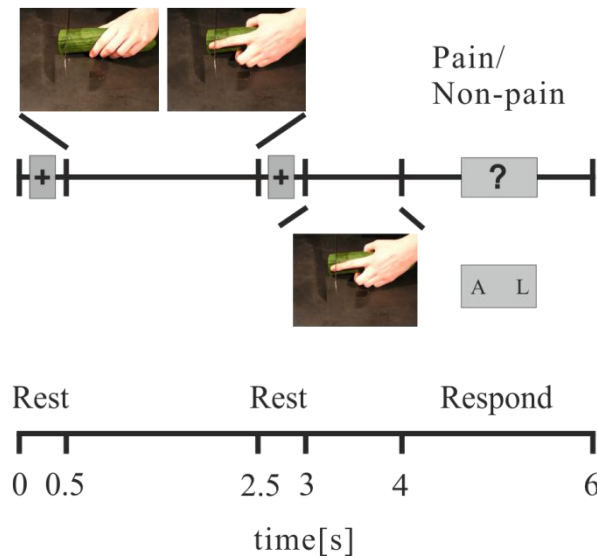 Pain/
Non-pain
+
+
?
A L
Rest Rest Respond
0 0.5 2.5 3 4 6
time[s]